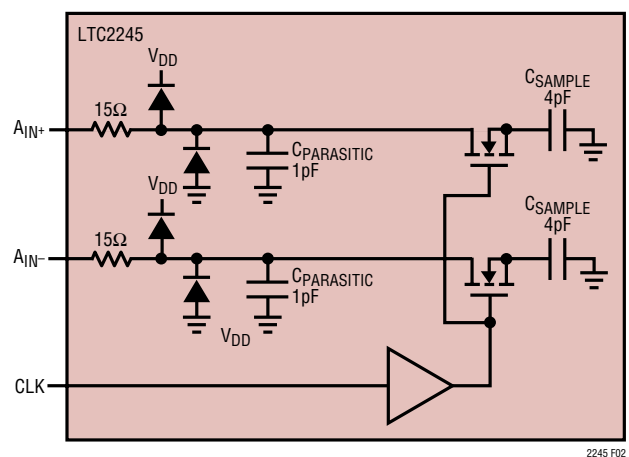 LTC2245
VDD
CSAMPLE
4pF
15Ω
AIN+
CPARASITIC
1pF
VDD
CSAMPLE
4pF
15Ω
AIN–
CPARASITIC
1pF
VDD
CLK
2245 F02